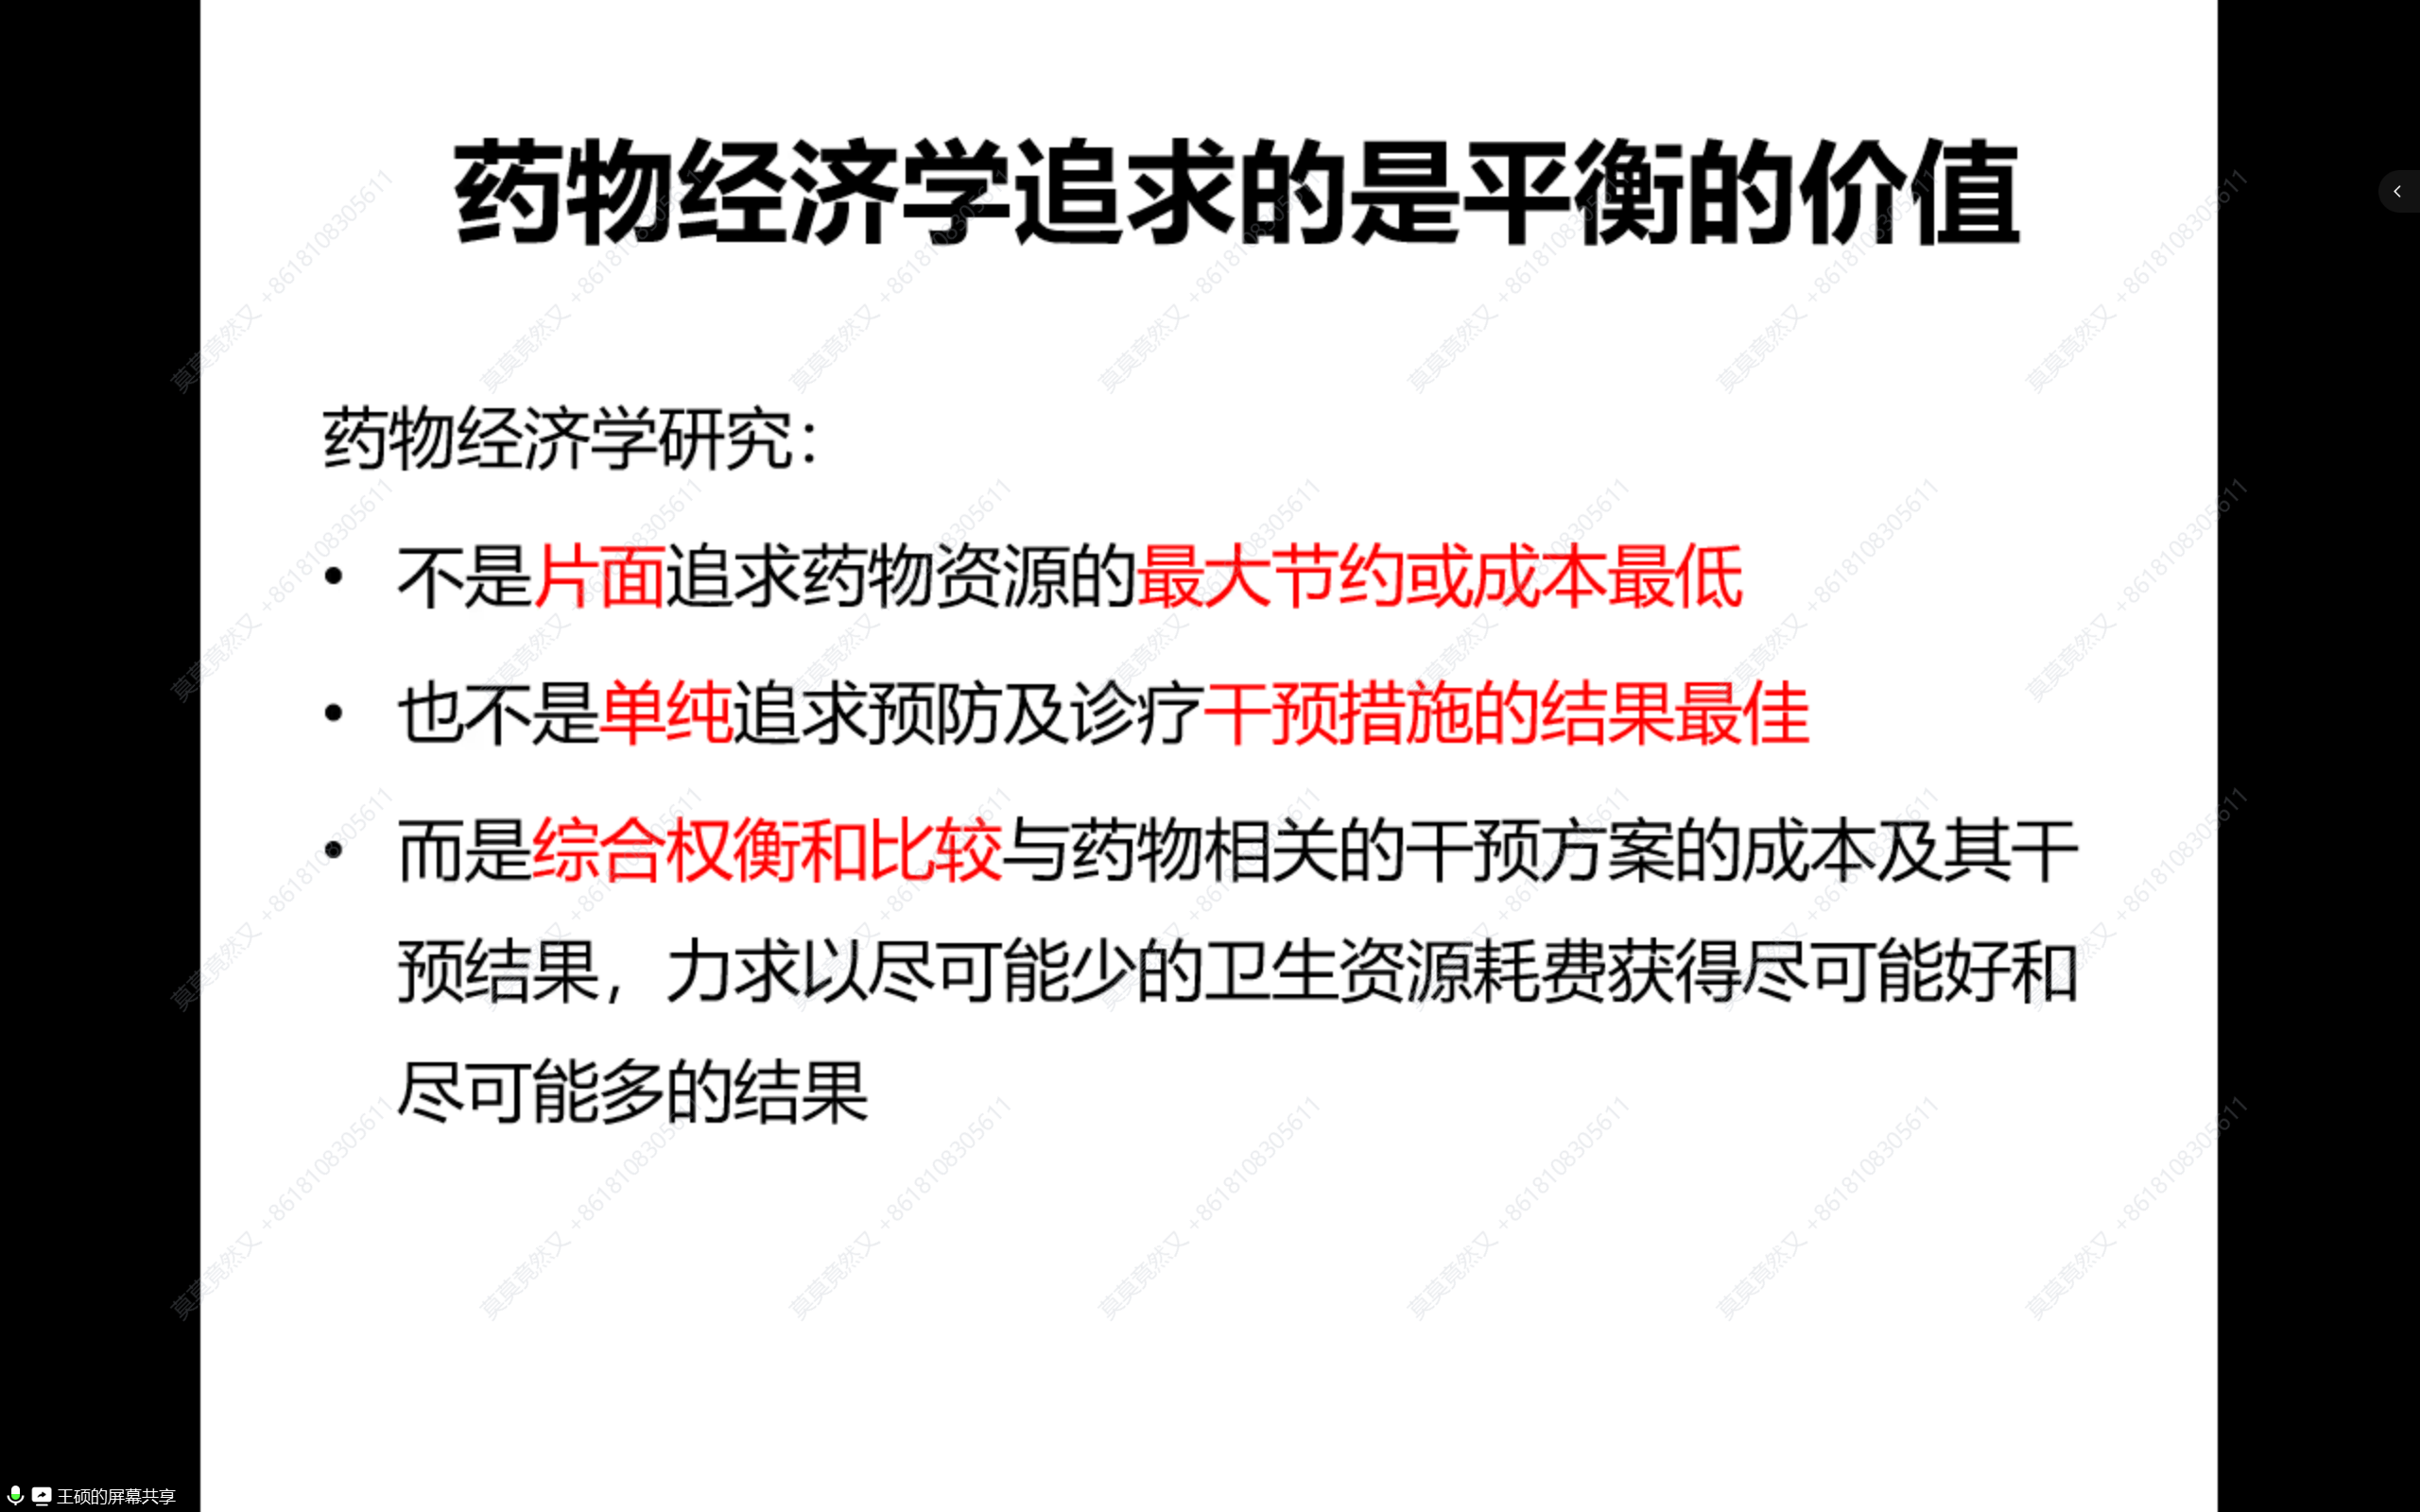 药物经济学追求的是平衡的价值
药物经济学研究：
• 不是片面追求药物资源的最大节约或成本最低
• 也不是单纯追求预防及诊疗干预措施的结果最佳
• 而是综合权衡和比较与药物相关的干预方案的成本及其干
预结果，力求以尽可能少的卫生资源耗费获得尽可能好和
尽可能多的结果
王硕的屏幕共享